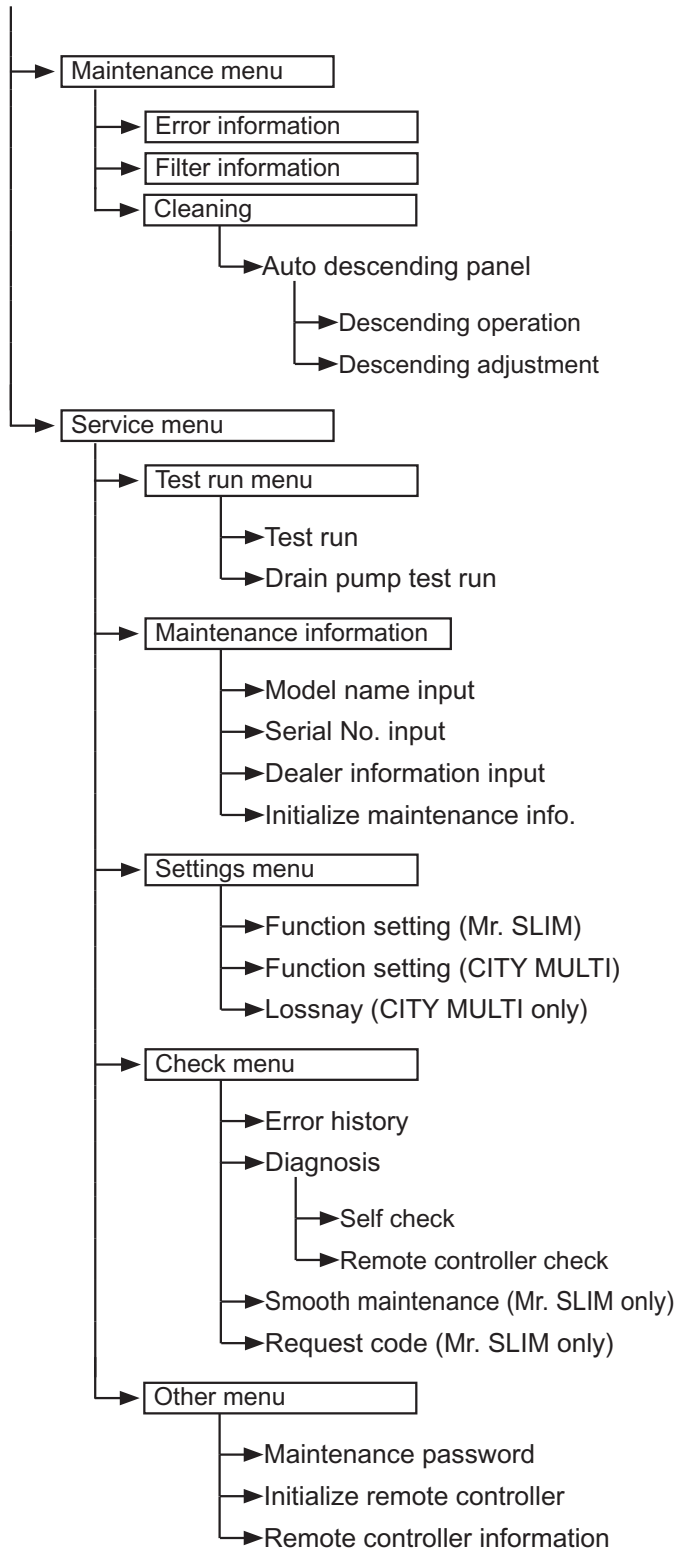 Maintenance menu
Error information
Filter information
Cleaning
Auto descending panel
Descending operation
Descending adjustment
Service menu
Test run menu
Test run
Drain pump test run
Maintenance information
Model name input
Serial No. input
Dealer information input
Initialize maintenance info.
Settings menu
Function setting (Mr. SLIM)
Function setting (CITY MULTI)
Lossnay (CITY MULTI only)
Check menu
Error history
Diagnosis
Self check
Remote controller check
Smooth maintenance (Mr. SLIM only)
Request code (Mr. SLIM only)
Other menu
Maintenance password
Initialize remote controller
Remote controller information